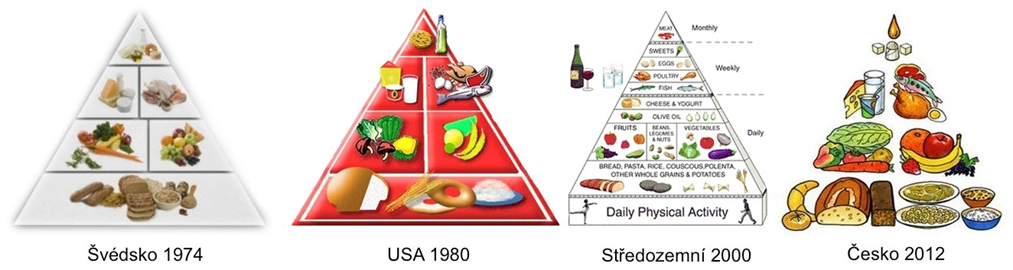 MEAT
Monthly
SWEETS
EGGS
Weekly
POULTRY
FISH
CHEESE & YOGURT
OLIVE OIL
Daily
FRUITS
BEANS,
LEGUMES
& NUTS
VEGETABLES
BREAD, PASTA, RICE, COUSCOUS,POLENTA,
OTHER WHOLE GRAINS & POTATOES
Daily Physical Activity
Švédsko 1974
USA 1980
Středozemní 2000
Česko 2012